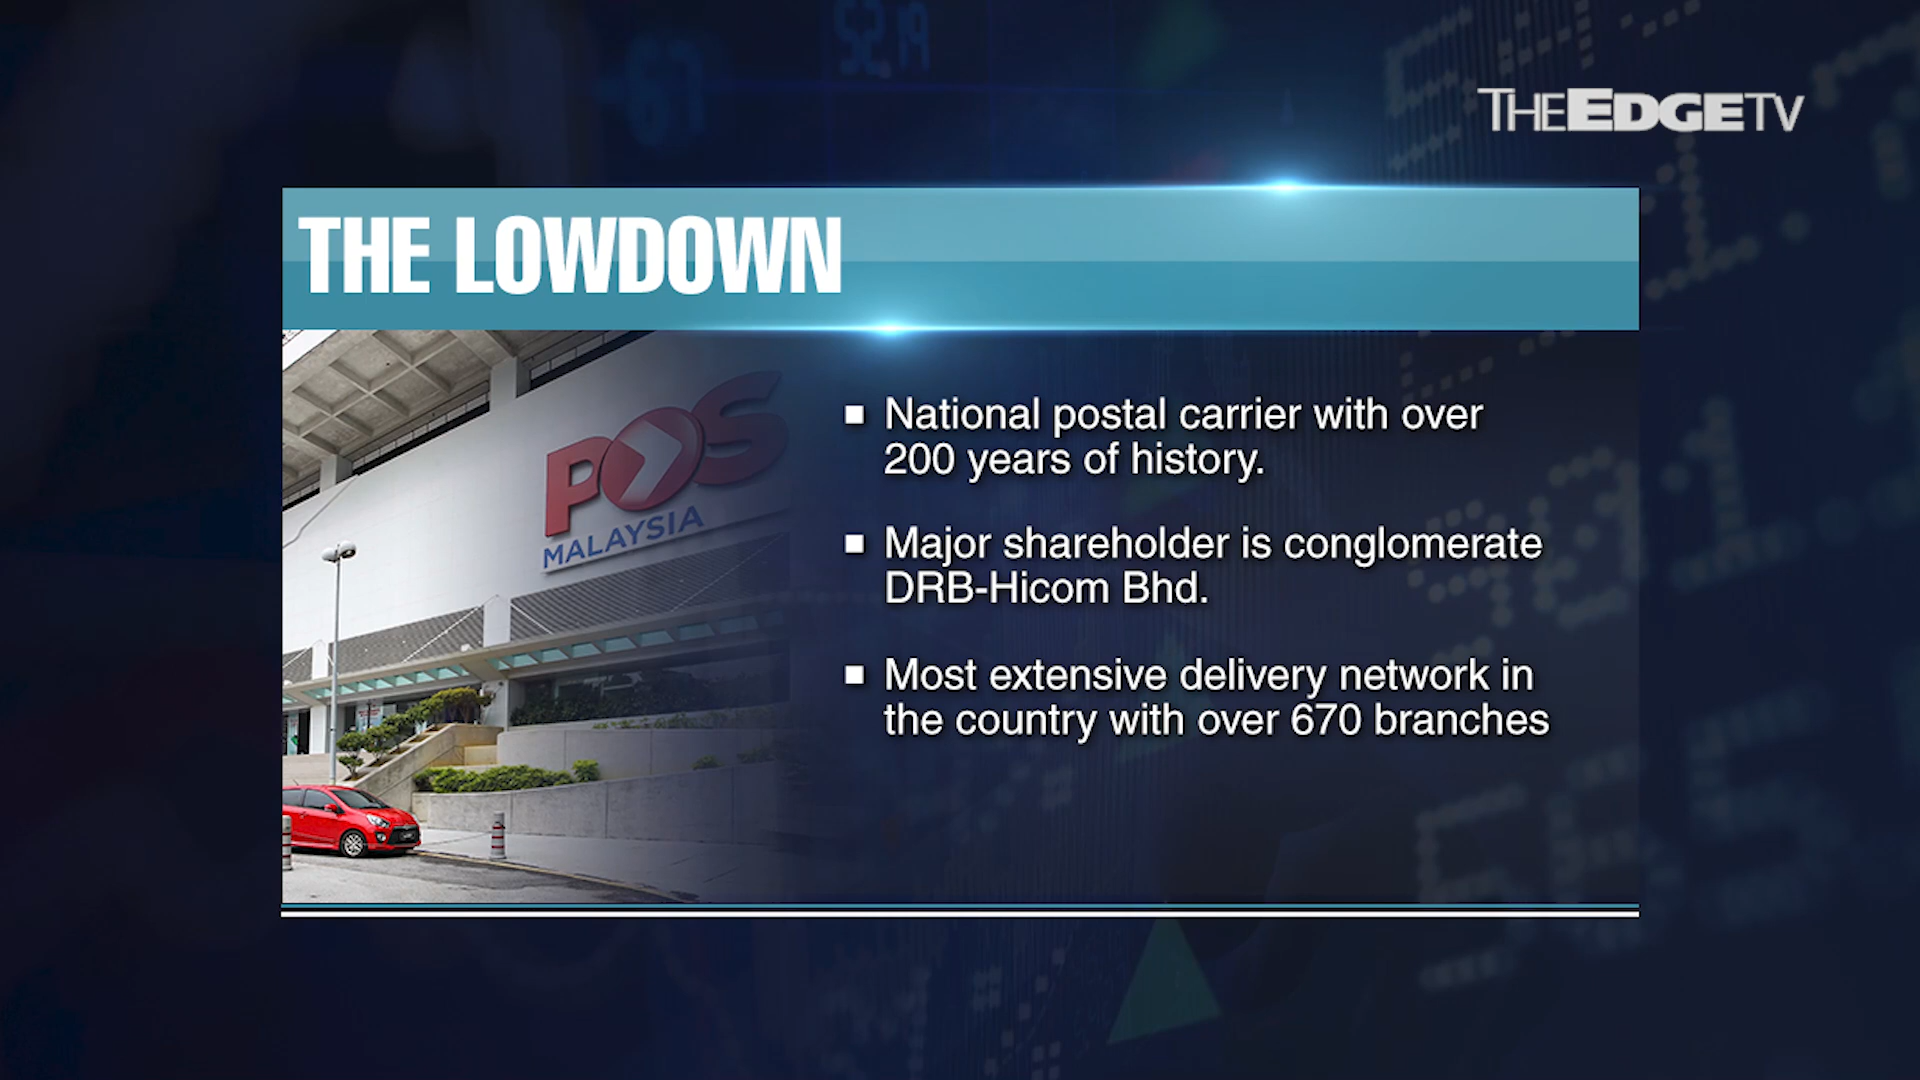 THEEDGETV
THE LOWDOWN
POS
MALAYSIA
■ National postal carrier with over
200 years of history.
■ Major shareholder is conglomerate
DRB-Hicom Bhd.
■ Most extensive delivery network in
the country with over 670 branches